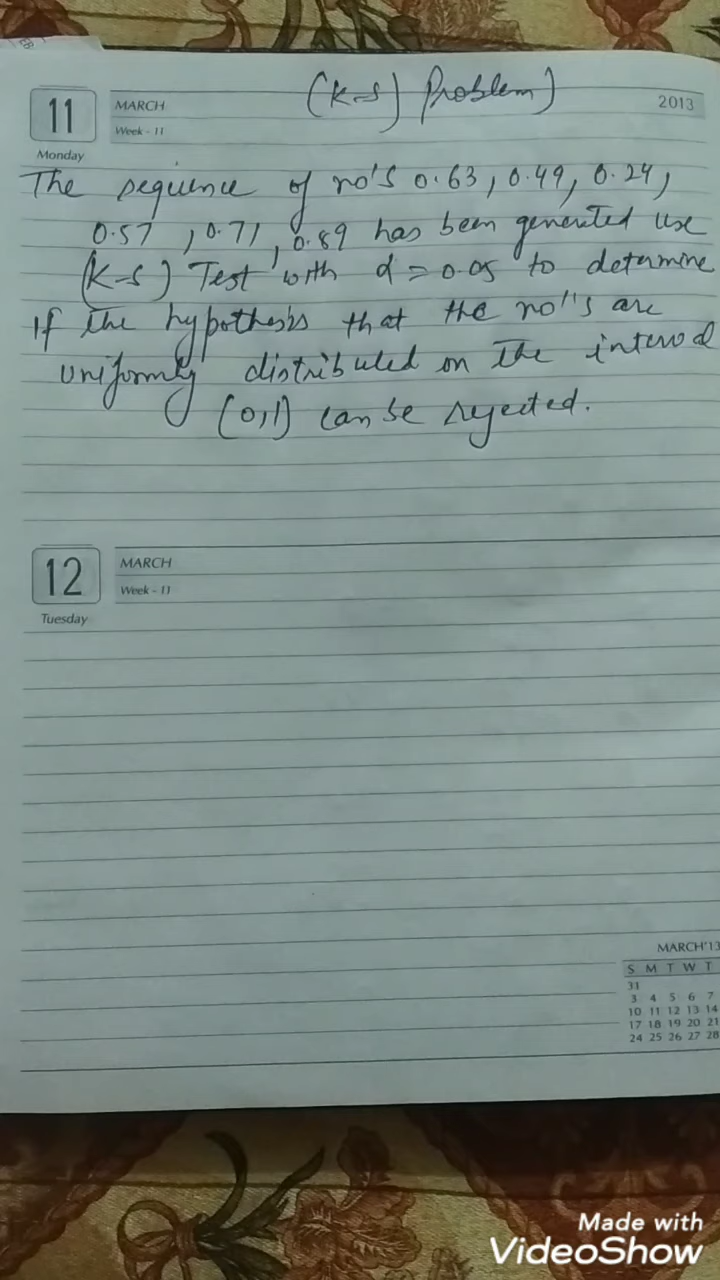 (K-S) Problem)
11
MARCH
2013
Week - 11
Monday
The sequence of no's 0.63, 0.49, 0.24,
0.57, 0.71, 0.89 has been generated use
(K-S) Test with α = 0.05 to determine
If the hypothesis that the no''s are
uniformly distributed on the interval
(0,1) can be rejected.
12
MARCH
Week - 11
Tuesday
MARCH'13
S M T W T
31
3 4 5 6 7
10 11 12 13 14
17 18 19 20 21
24 25 26 27 28
Made with
VideoShow